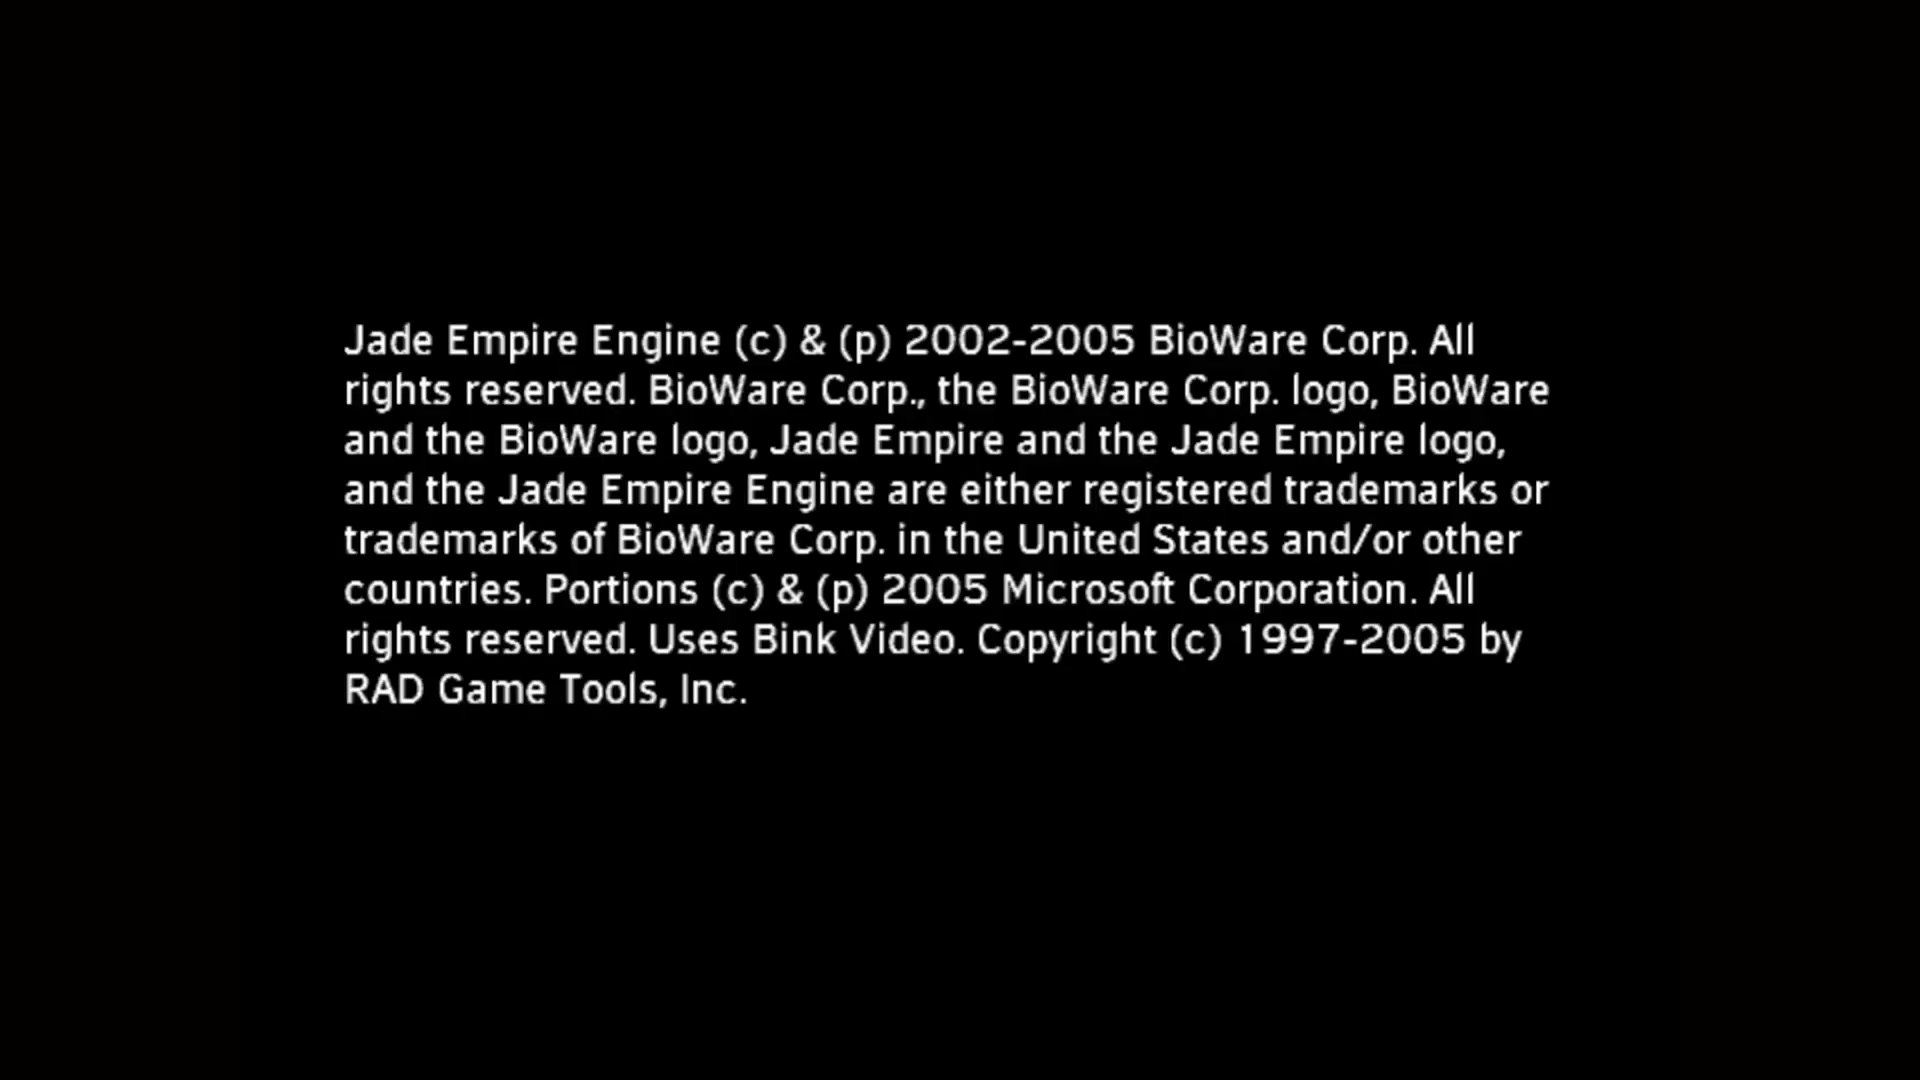 Jade Empire Engine (c) & (p) 2002-2005 BioWare Corp. All
rights reserved. BioWare Corp., the BioWare Corp. logo, BioWare
and the BioWare logo, Jade Empire and the Jade Empire logo,
and the Jade Empire Engine are either registered trademarks or
trademarks of BioWare Corp. in the United States and/or other
countries. Portions (c) & (p) 2005 Microsoft Corporation. All
rights reserved. Uses Bink Video. Copyright (c) 1997-2005 by
RAD Game Tools, Inc.